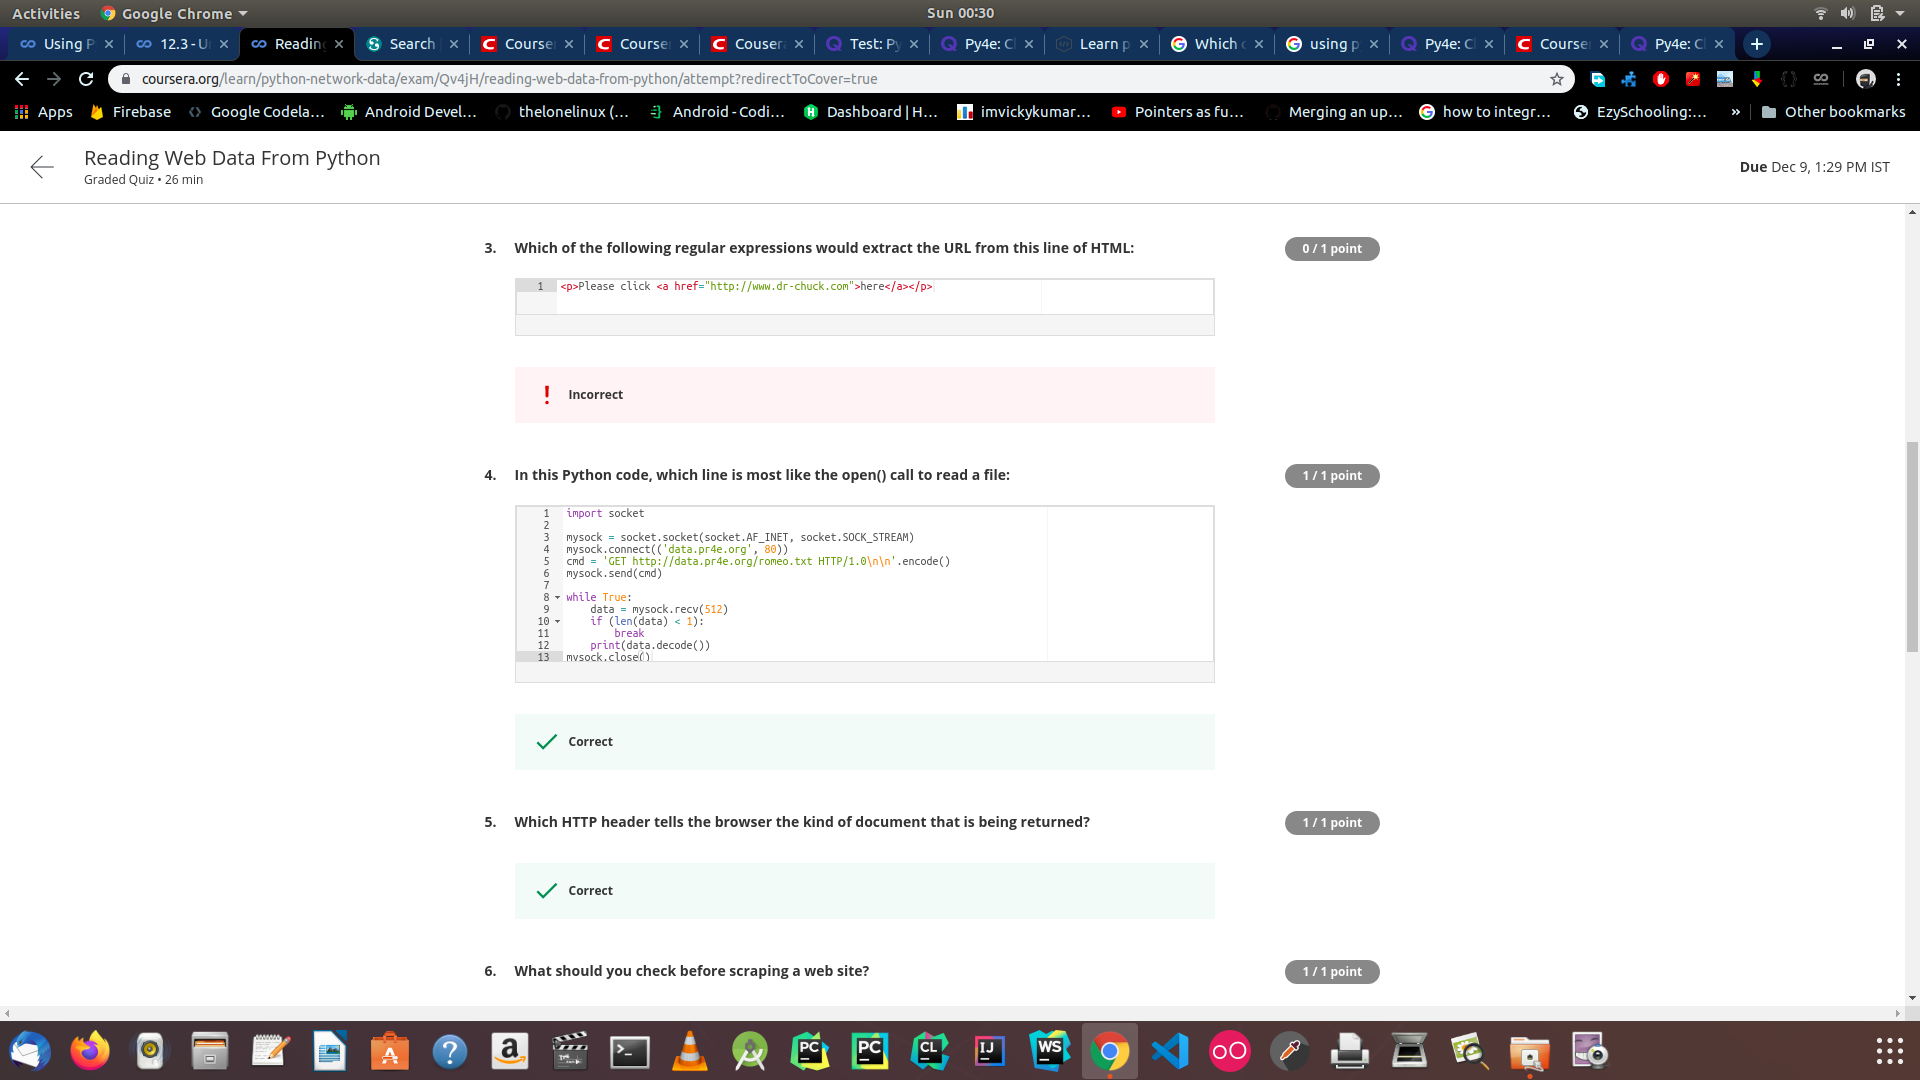 Activities
Google Chrome
Sun 00:30
Using P
12.3 - U
Reading
Search
Course
Course
Couser
Test: Py
Py4e: C
Learn p
Which
using p
Py4e: C
Course
Py4e: C
coursera.org/learn/python-network-data/exam/Qv4jH/reading-web-data-from-python/attempt?redirectToCover=true
Apps
Firebase
Google Codela...
Android Devel...
thelonelinux (...
Android - Codi...
Dashboard | H...
imvickykumar...
Pointers as fu...
Merging an up...
how to integr...
EzySchooling:...
»
Other bookmarks
Reading Web Data From Python
Graded Quiz • 26 min
Due Dec 9, 1:29 PM IST
3. Which of the following regular expressions would extract the URL from this line of HTML:
0 / 1 point
1 <p>Please click <a href="http://www.dr-chuck.com">here</a></p>
! Incorrect
4. In this Python code, which line is most like the open() call to read a file:
1 / 1 point
1 import socket
2
3 mysock = socket.socket(socket.AF_INET, socket.SOCK_STREAM)
4 mysock.connect(('data.pr4e.org', 80))
5 cmd = 'GET http://data.pr4e.org/romeo.txt HTTP/1.0\n\n'.encode()
6 mysock.send(cmd)
7
8 while True:
9 data = mysock.recv(512)
10 if (len(data) < 1):
11 break
12 print(data.decode())
13 mysock.close()
Correct
5. Which HTTP header tells the browser the kind of document that is being returned?
1 / 1 point
Correct
6. What should you check before scraping a web site?
1 / 1 point
A
?
a
>_
PC
PC
CL
IJ
WS